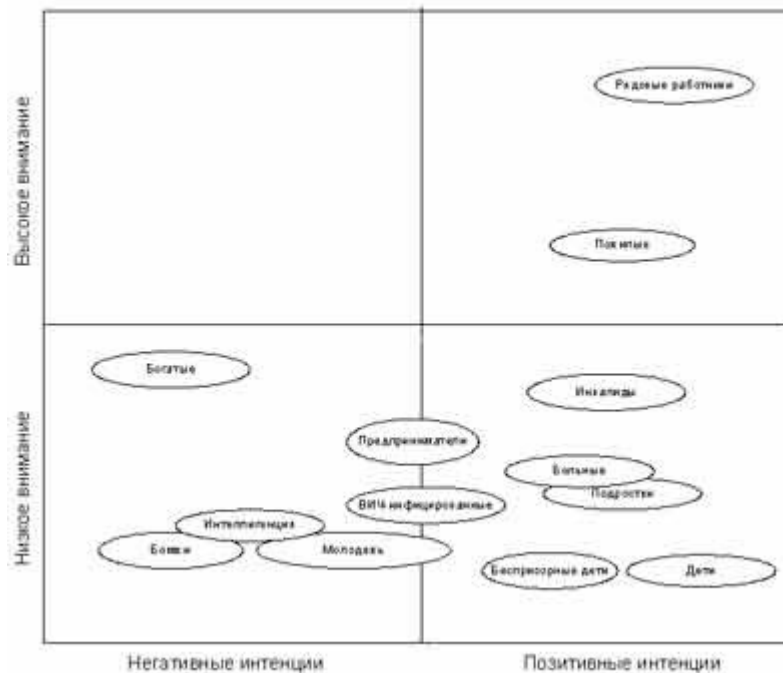 Высокое внимание
Рядовые работники
Пожилые
Низкое внимание
Богатые
Инвалиды
Предприниматели
Больные
Подростки
ВИЧ инфицированные
Интеллигенция
Бомжи
Молодежь
Беспризорные дети
Дети
Негативные интенции
Позитивные интенции